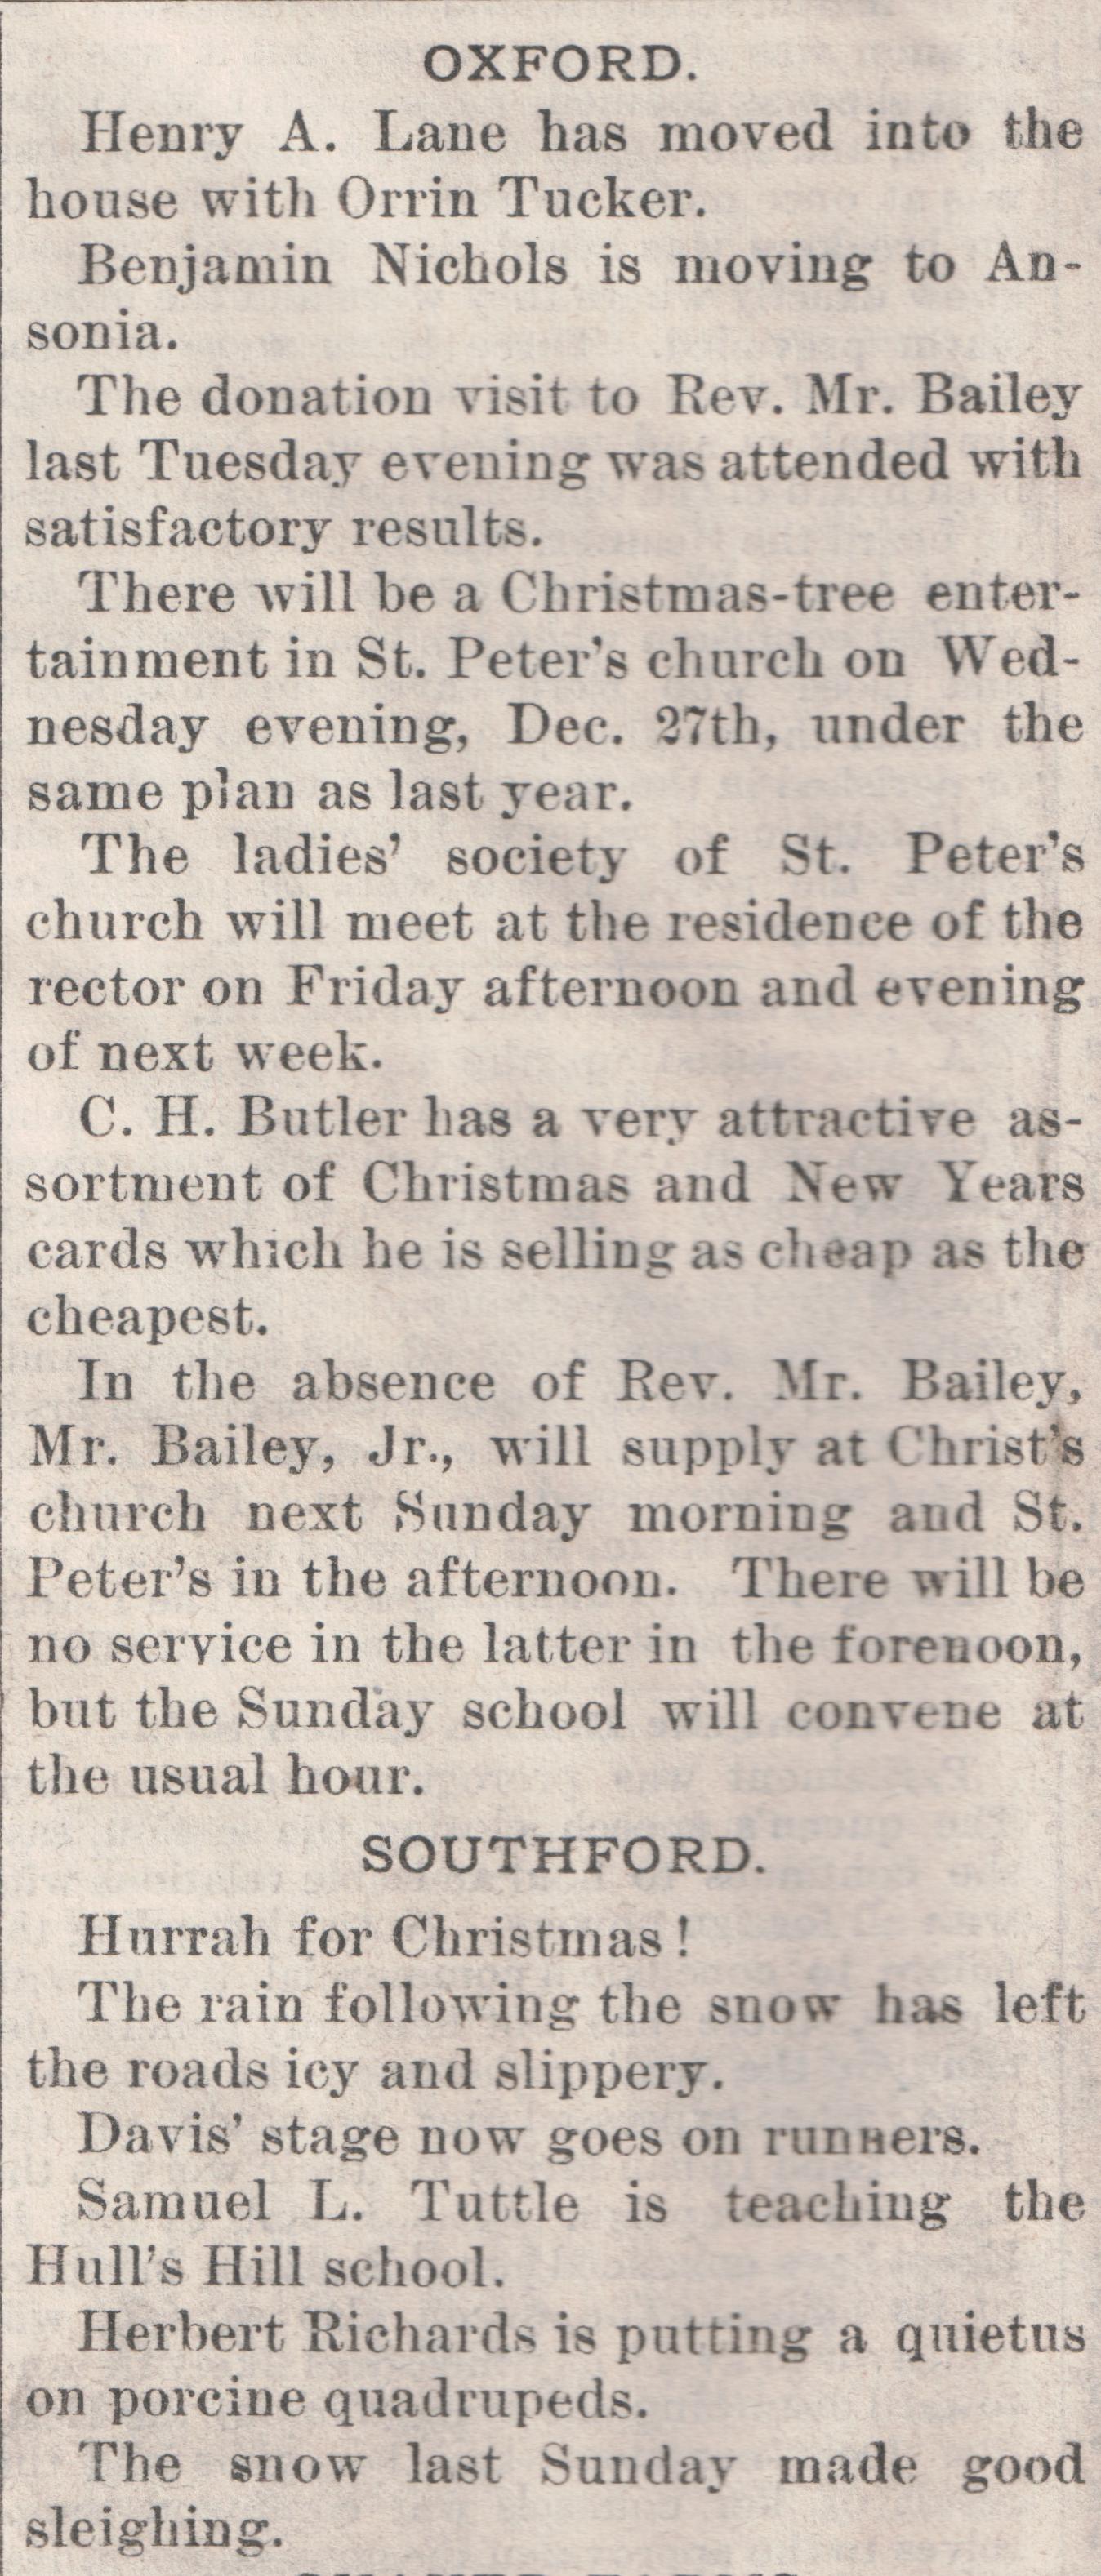 OXFORD.
Henry A. Lane has moved into the
house with Orrin Tucker.
Benjamin Nichols is moving to An-
sonia.
The donation visit to Rev. Mr. Bailey
last Tuesday evening was attended with
satisfactory results.
There will be a Christmas-tree enter-
tainment in St. Peter's church on Wed-
nesday evening, Dec. 27th, under the
same plan as last year.
The ladies' society of St. Peter's
church will meet at the residence of the
rector on Friday afternoon and evening
of next week.
C. H. Butler has a very attractive as-
sortment of Christmas and New Years
cards which he is selling as cheap as the
cheapest.
In the absence of Rev. Mr. Bailey,
Mr. Bailey, Jr., will supply at Christ's
church next Sunday morning and St.
Peter's in the afternoon. There will be
no service in the latter in the forenoon,
but the Sunday school will convene at
the usual hour.
SOUTHFORD.
Hurrah for Christmas!
The rain following the snow has left
the roads icy and slippery.
Davis' stage now goes on runners.
Samuel L. Tuttle is teaching the
Hull's Hill school.
Herbert Richards is putting a quietus
on porcine quadrupeds.
The snow last Sunday made good
sleighing.